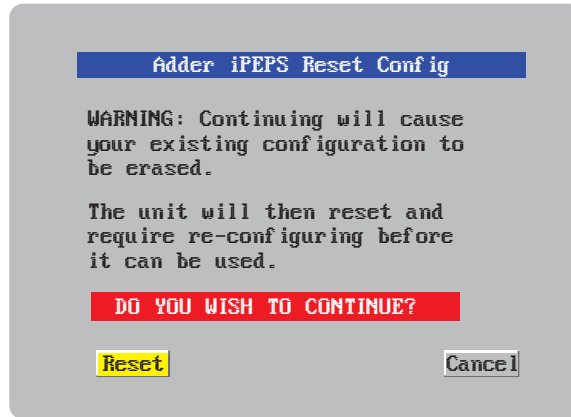 Adder iPEPS Reset Config
WARNING: Continuing will cause
your existing configuration to
be erased.
The unit will then reset and
require re-configuring before
it can be used.
DO YOU WISH TO CONTINUE?
Reset Cancel